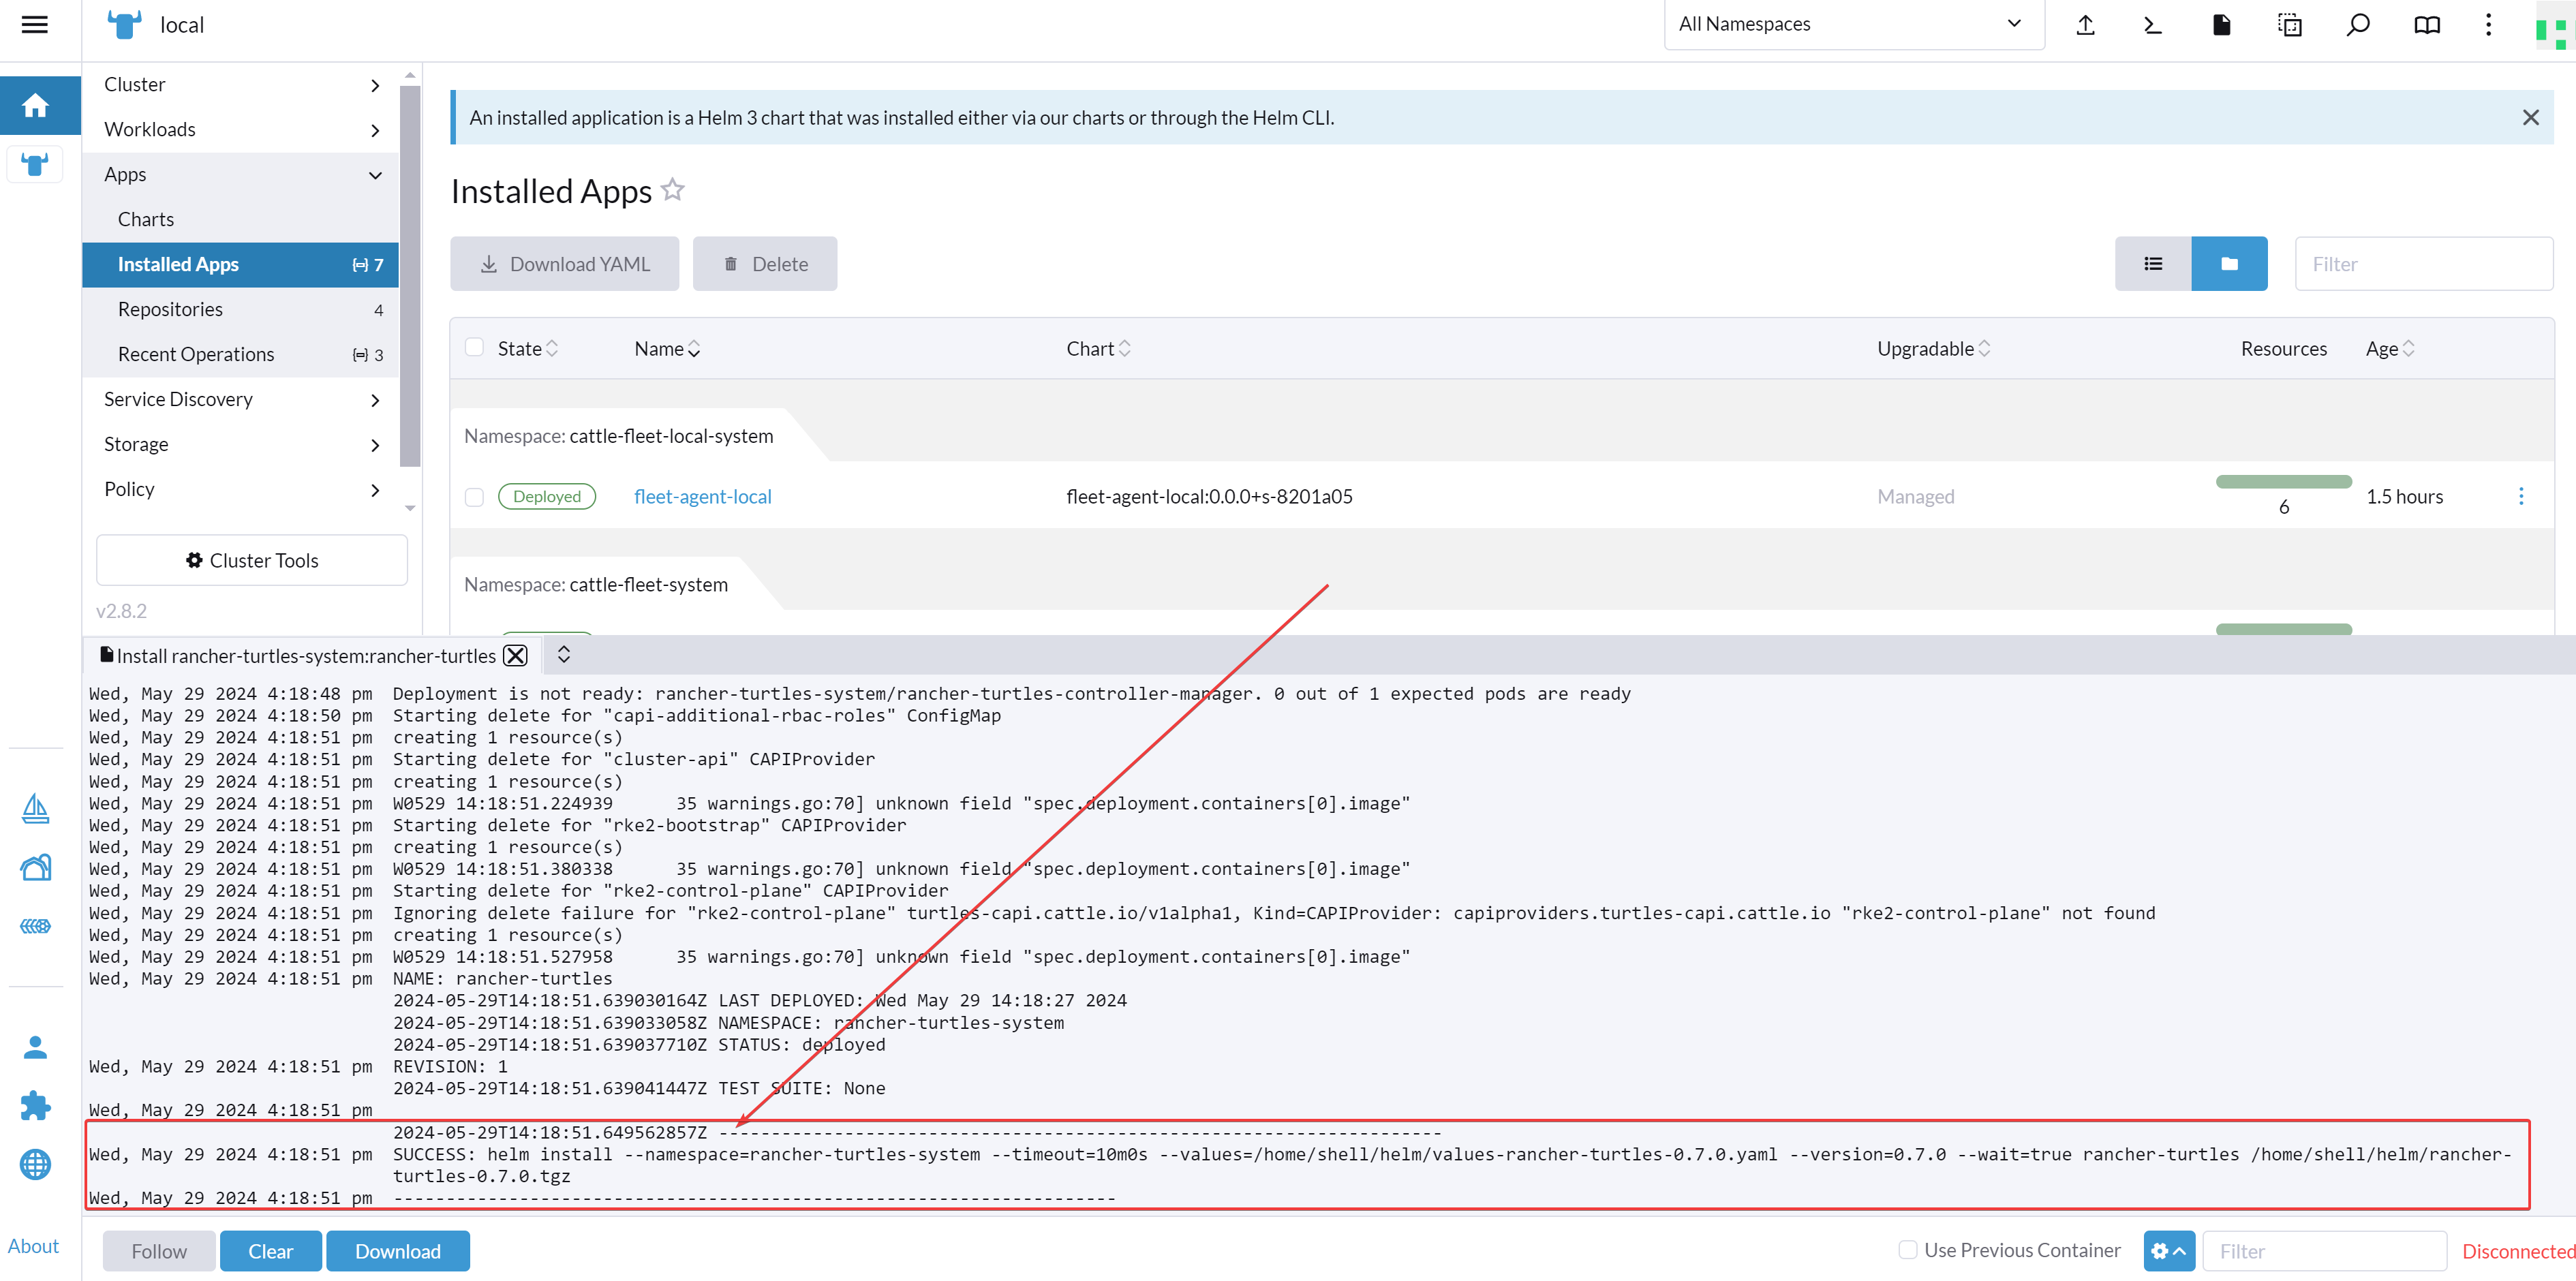 local
All Namespaces
Cluster
Workloads
Apps
Charts
Installed Apps 7
Repositories 4
Recent Operations 3
Service Discovery
Storage
Policy
Cluster Tools
v2.8.2
About
An installed application is a Helm 3 chart that was installed either via our charts or through the Helm CLI.
Installed Apps
Download YAML Delete
Filter
State Name Chart Upgradable Resources Age
Namespace: cattle-fleet-local-system
Deployed fleet-agent-local fleet-agent-local:0.0.0+s-8201a05 Managed 6 1.5 hours
Namespace: cattle-fleet-system
Install rancher-turtles-system:rancher-turtles
Wed, May 29 2024 4:18:48 pm Deployment is not ready: rancher-turtles-system/rancher-turtles-controller-manager. 0 out of 1 expected pods are ready
Wed, May 29 2024 4:18:50 pm Starting delete for "capi-additional-rbac-roles" ConfigMap
Wed, May 29 2024 4:18:51 pm creating 1 resource(s)
Wed, May 29 2024 4:18:51 pm Starting delete for "cluster-api" CAPIProvider
Wed, May 29 2024 4:18:51 pm creating 1 resource(s)
Wed, May 29 2024 4:18:51 pm W0529 14:18:51.224939 35 warnings.go:70] unknown field "spec.deployment.containers[0].image"
Wed, May 29 2024 4:18:51 pm Starting delete for "rke2-bootstrap" CAPIProvider
Wed, May 29 2024 4:18:51 pm creating 1 resource(s)
Wed, May 29 2024 4:18:51 pm W0529 14:18:51.380338 35 warnings.go:70] unknown field "spec.deployment.containers[0].image"
Wed, May 29 2024 4:18:51 pm Starting delete for "rke2-control-plane" CAPIProvider
Wed, May 29 2024 4:18:51 pm Ignoring delete failure for "rke2-control-plane" turtles-capi.cattle.io/v1alpha1, Kind=CAPIProvider: capiproviders.turtles-capi.cattle.io "rke2-control-plane" not found
Wed, May 29 2024 4:18:51 pm creating 1 resource(s)
Wed, May 29 2024 4:18:51 pm W0529 14:18:51.527958 35 warnings.go:70] unknown field "spec.deployment.containers[0].image"
Wed, May 29 2024 4:18:51 pm NAME: rancher-turtles
2024-05-29T14:18:51.639030164Z LAST DEPLOYED: Wed May 29 14:18:27 2024
2024-05-29T14:18:51.639033058Z NAMESPACE: rancher-turtles-system
2024-05-29T14:18:51.639037710Z STATUS: deployed
Wed, May 29 2024 4:18:51 pm REVISION: 1
2024-05-29T14:18:51.639041447Z TEST SUITE: None
Wed, May 29 2024 4:18:51 pm
2024-05-29T14:18:51.649562857Z ---------------------------------------------------------------------
Wed, May 29 2024 4:18:51 pm SUCCESS: helm install --namespace=rancher-turtles-system --timeout=10m0s --values=/home/shell/helm/values-rancher-turtles-0.7.0.yaml --version=0.7.0 --wait=true rancher-turtles /home/shell/helm/rancher-
turtles-0.7.0.tgz
Wed, May 29 2024 4:18:51 pm ---------------------------------------------------------------------
Follow Clear Download
Use Previous Container
Filter
Disconnected